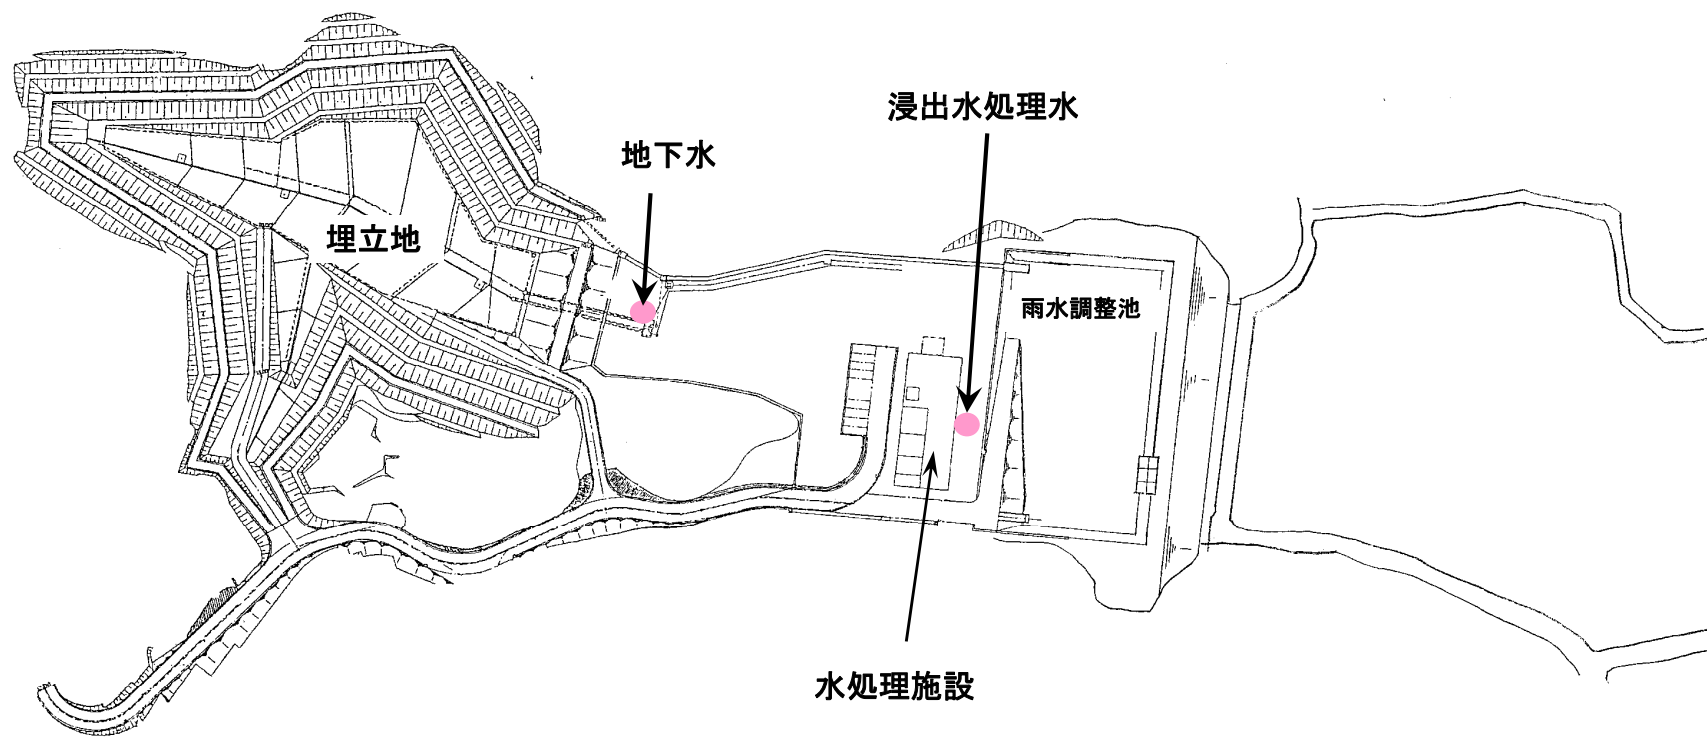 浸出水処理水
地下水
埋立地
雨水調整池
水処理施設